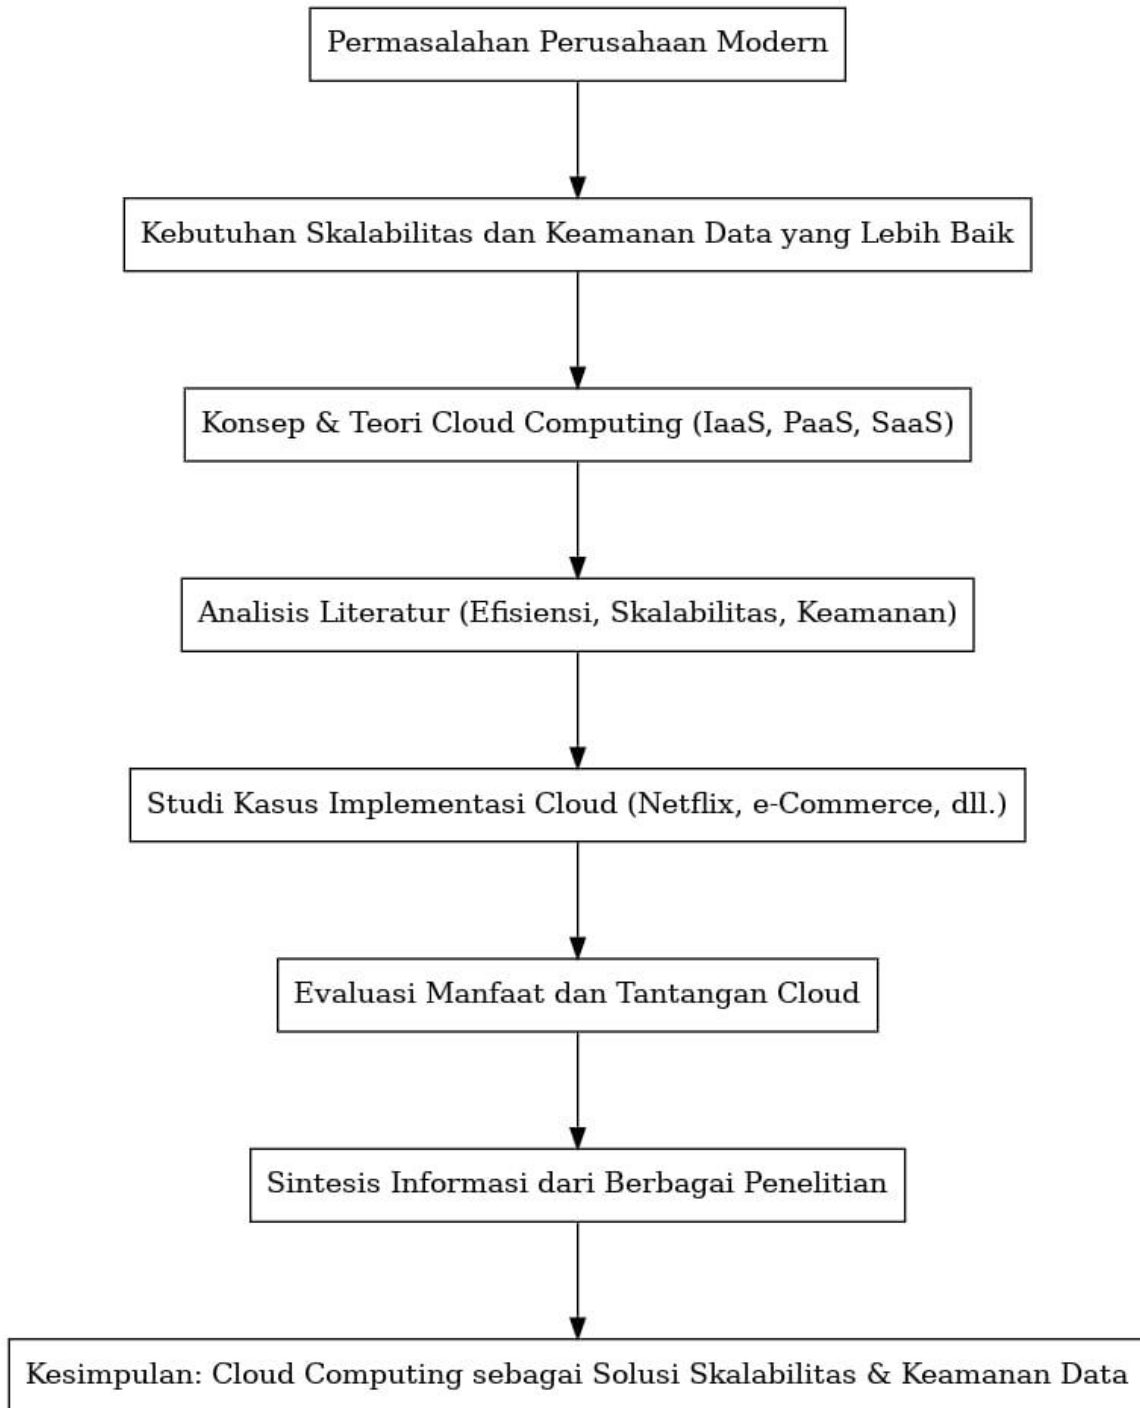 Permasalahan Perusahaan Modern
Kebutuhan Skalabilitas dan Keamanan Data yang Lebih Baik
Konsep & Teori Cloud Computing (IaaS, PaaS, SaaS)
Analisis Literatur (Efisiensi, Skalabilitas, Keamanan)
Studi Kasus Implementasi Cloud (Netflix, e-Commerce, dll.)
Evaluasi Manfaat dan Tantangan Cloud
Sintesis Informasi dari Berbagai Penelitian
Kesimpulan: Cloud Computing sebagai Solusi Skalabilitas & Keamanan Data